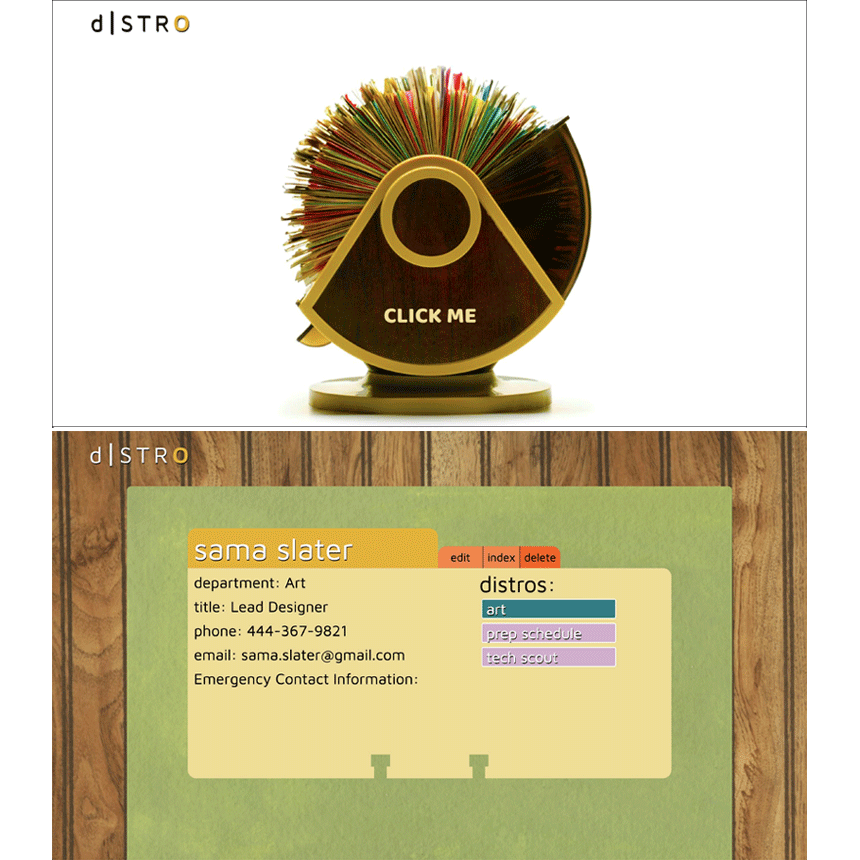 d|STRO
CLICK ME
d|STRO
sama slater
edit index delete
department: Art
title: Lead Designer
phone: 444-367-9821
email: sama.slater@gmail.com
Emergency Contact Information:
distros:
art
prep schedule
tech scout